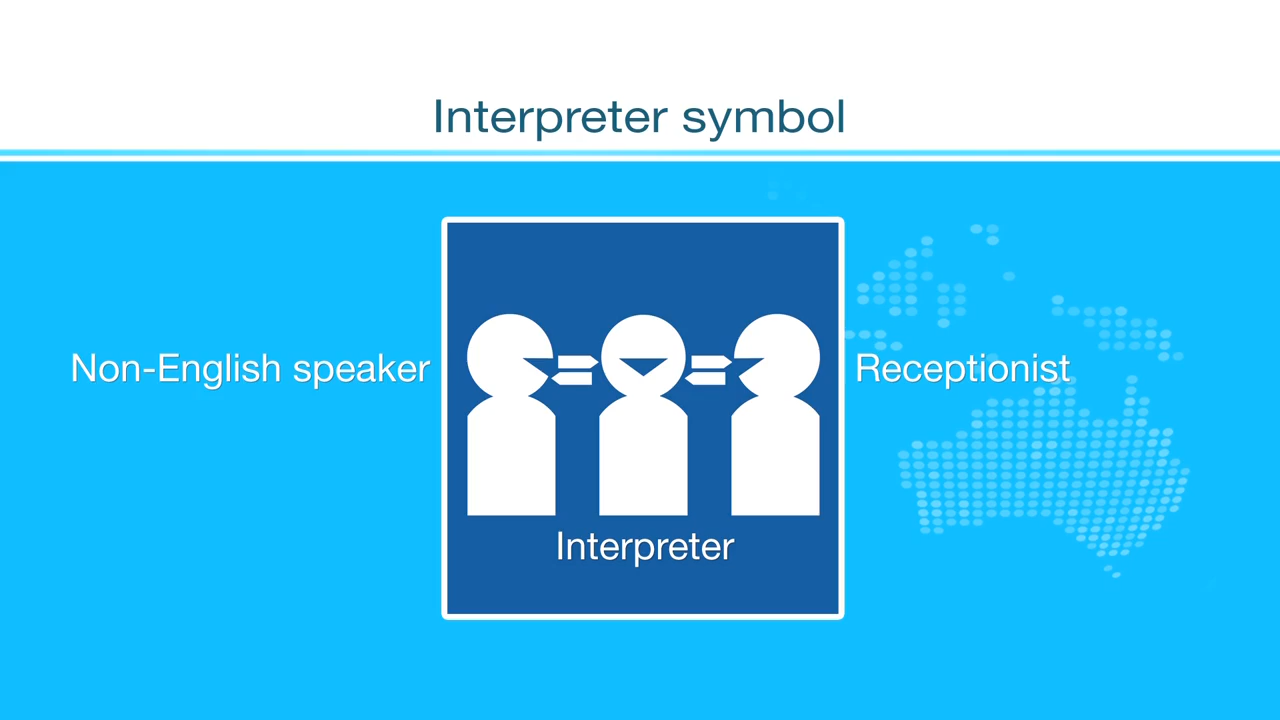 Interpreter symbol
Non-English speaker
Receptionist
Interpreter